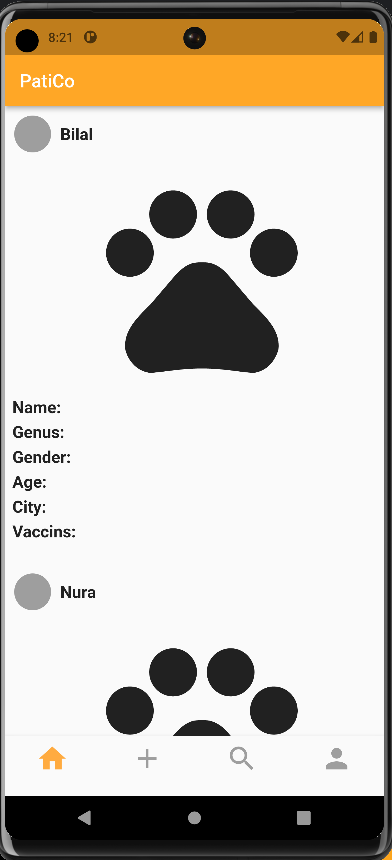 8:21
PatiCo
Bilal
Name:
Genus:
Gender:
Age:
City:
Vaccins:
Nura